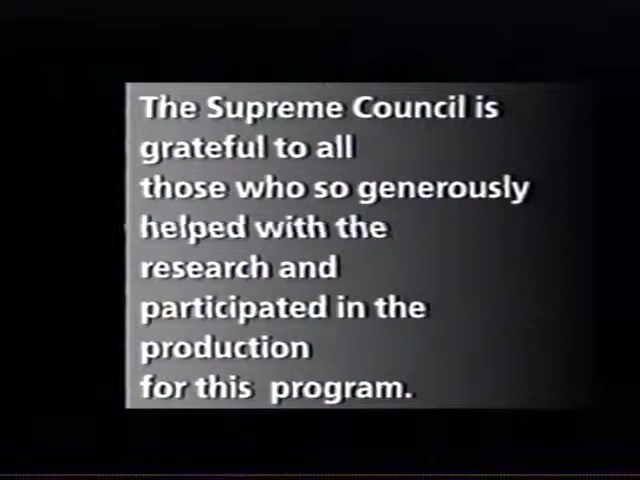 The Supreme Council is
grateful to all
those who so generously
helped with the
research and
participated in the
production
for this  program.